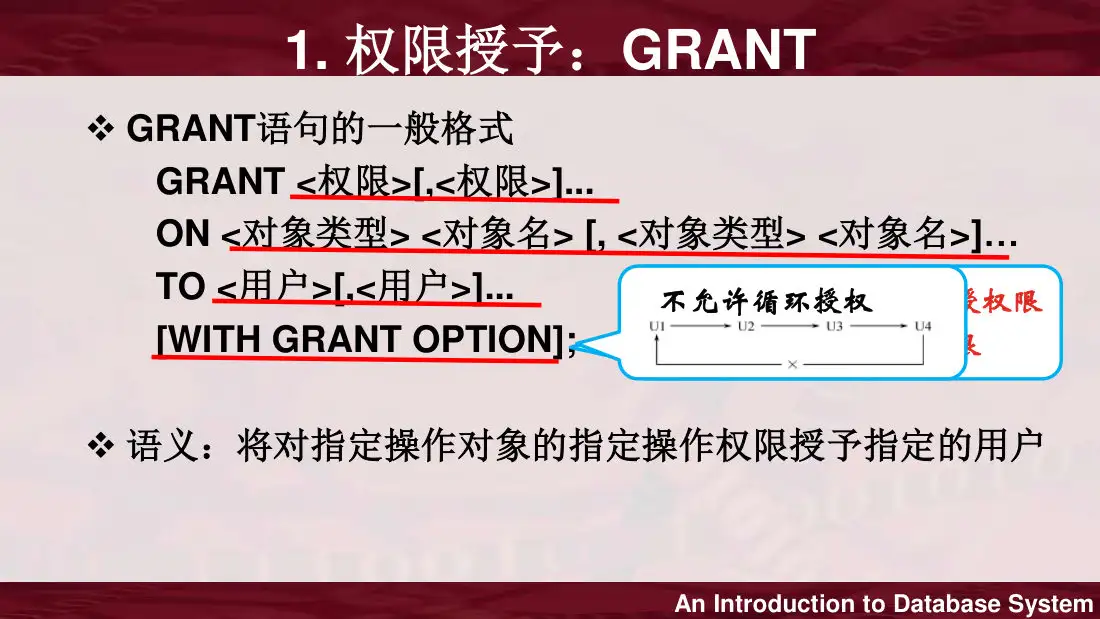 1. 权限授予：GRANT
❖ GRANT语句的一般格式
GRANT <权限>[,<权限>]...
ON <对象类型> <对象名> [, <对象类型> <对象名>]…
TO <用户>[,<用户>]...
[WITH GRANT OPTION];
不允许循环授权
授权限
U1 U2 U3 U4
×
❖ 语义：将对指定操作对象的指定操作权限授予指定的用户
An Introduction to Database System